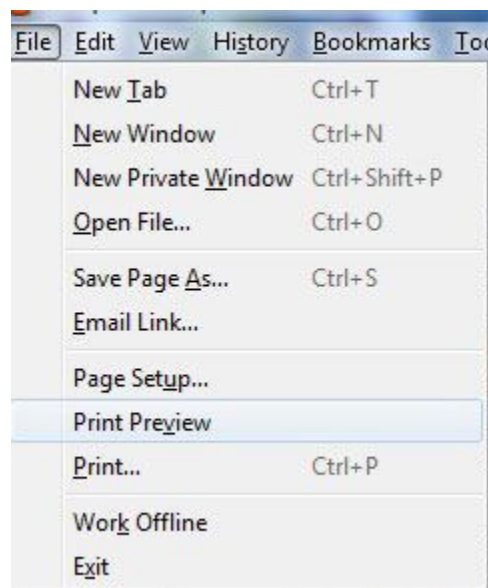 File Edit View History Bookmarks
New Tab Ctrl+T
New Window Ctrl+N
New Private Window Ctrl+Shift+P
Open File... Ctrl+O
Save Page As... Ctrl+S
Email Link...
Page Setup...
Print Preview
Print... Ctrl+P
Work Offline
Exit